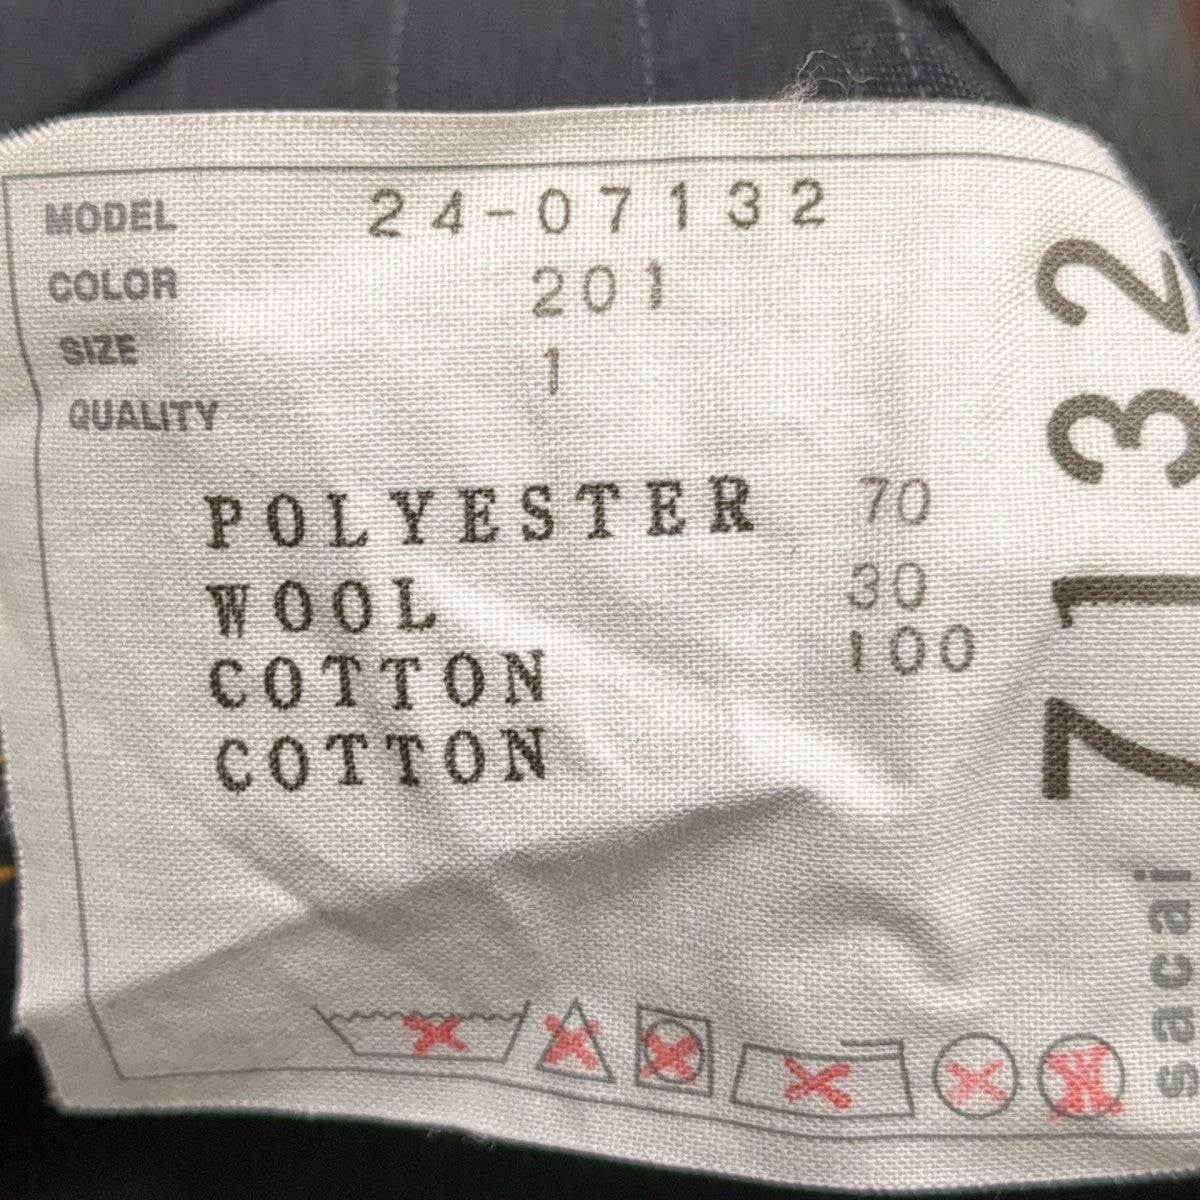 MODEL 24-07132
COLOR 201
SIZE 1
QUALITY
POLYESTER 70
WOOL 30
COTTON 100
COTTON
7132
sacai